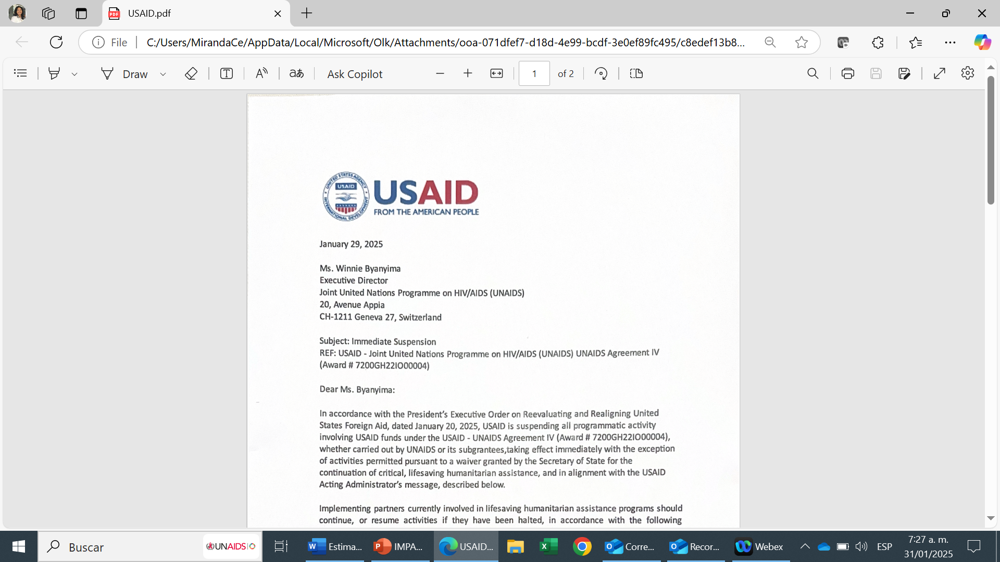 USAID.pdf
File
C:/Users/MirandaCe/AppData/Local/Microsoft/Olk/Attachments/ooa-071dfef7-d18d-4e99-bcdf-3e0ef89fc495/c8edef13b8...
Draw
Ask Copilot
1 of 2
UNITED STATES AGENCY
USAID
INTERNATIONAL DEVELOPMENT
USAID
FROM THE AMERICAN PEOPLE
January 29, 2025
Ms. Winnie Byanyima
Executive Director
Joint United Nations Programme on HIV/AIDS (UNAIDS)
20, Avenue Appia
CH-1211 Geneva 27, Switzerland
Subject: Immediate Suspension
REF: USAID - Joint United Nations Programme on HIV/AIDS (UNAIDS) UNAIDS Agreement IV
(Award # 7200GH22IO00004)
Dear Ms. Byanyima:
In accordance with the President's Executive Order on Reevaluating and Realigning United
States Foreign Aid, dated January 20, 2025, USAID is suspending all programmatic activity
involving USAID funds under the USAID - UNAIDS Agreement IV (Award # 7200GH22IO00004),
whether carried out by UNAIDS or its subgrantees,taking effect immediately with the exception
of activities permitted pursuant to a waiver granted by the Secretary of State for the
continuation of critical, lifesaving humanitarian assistance, and in alignment with the USAID
Acting Administrator's message, described below.
Implementing partners currently involved in lifesaving humanitarian assistance programs should
continue, or resume activities if they have been halted, in accordance with the following
Buscar
UNAIDS
Estima...
IMPA...
USAID...
Corre...
Recor...
Webex
ESP
7:27 a. m.
31/01/2025